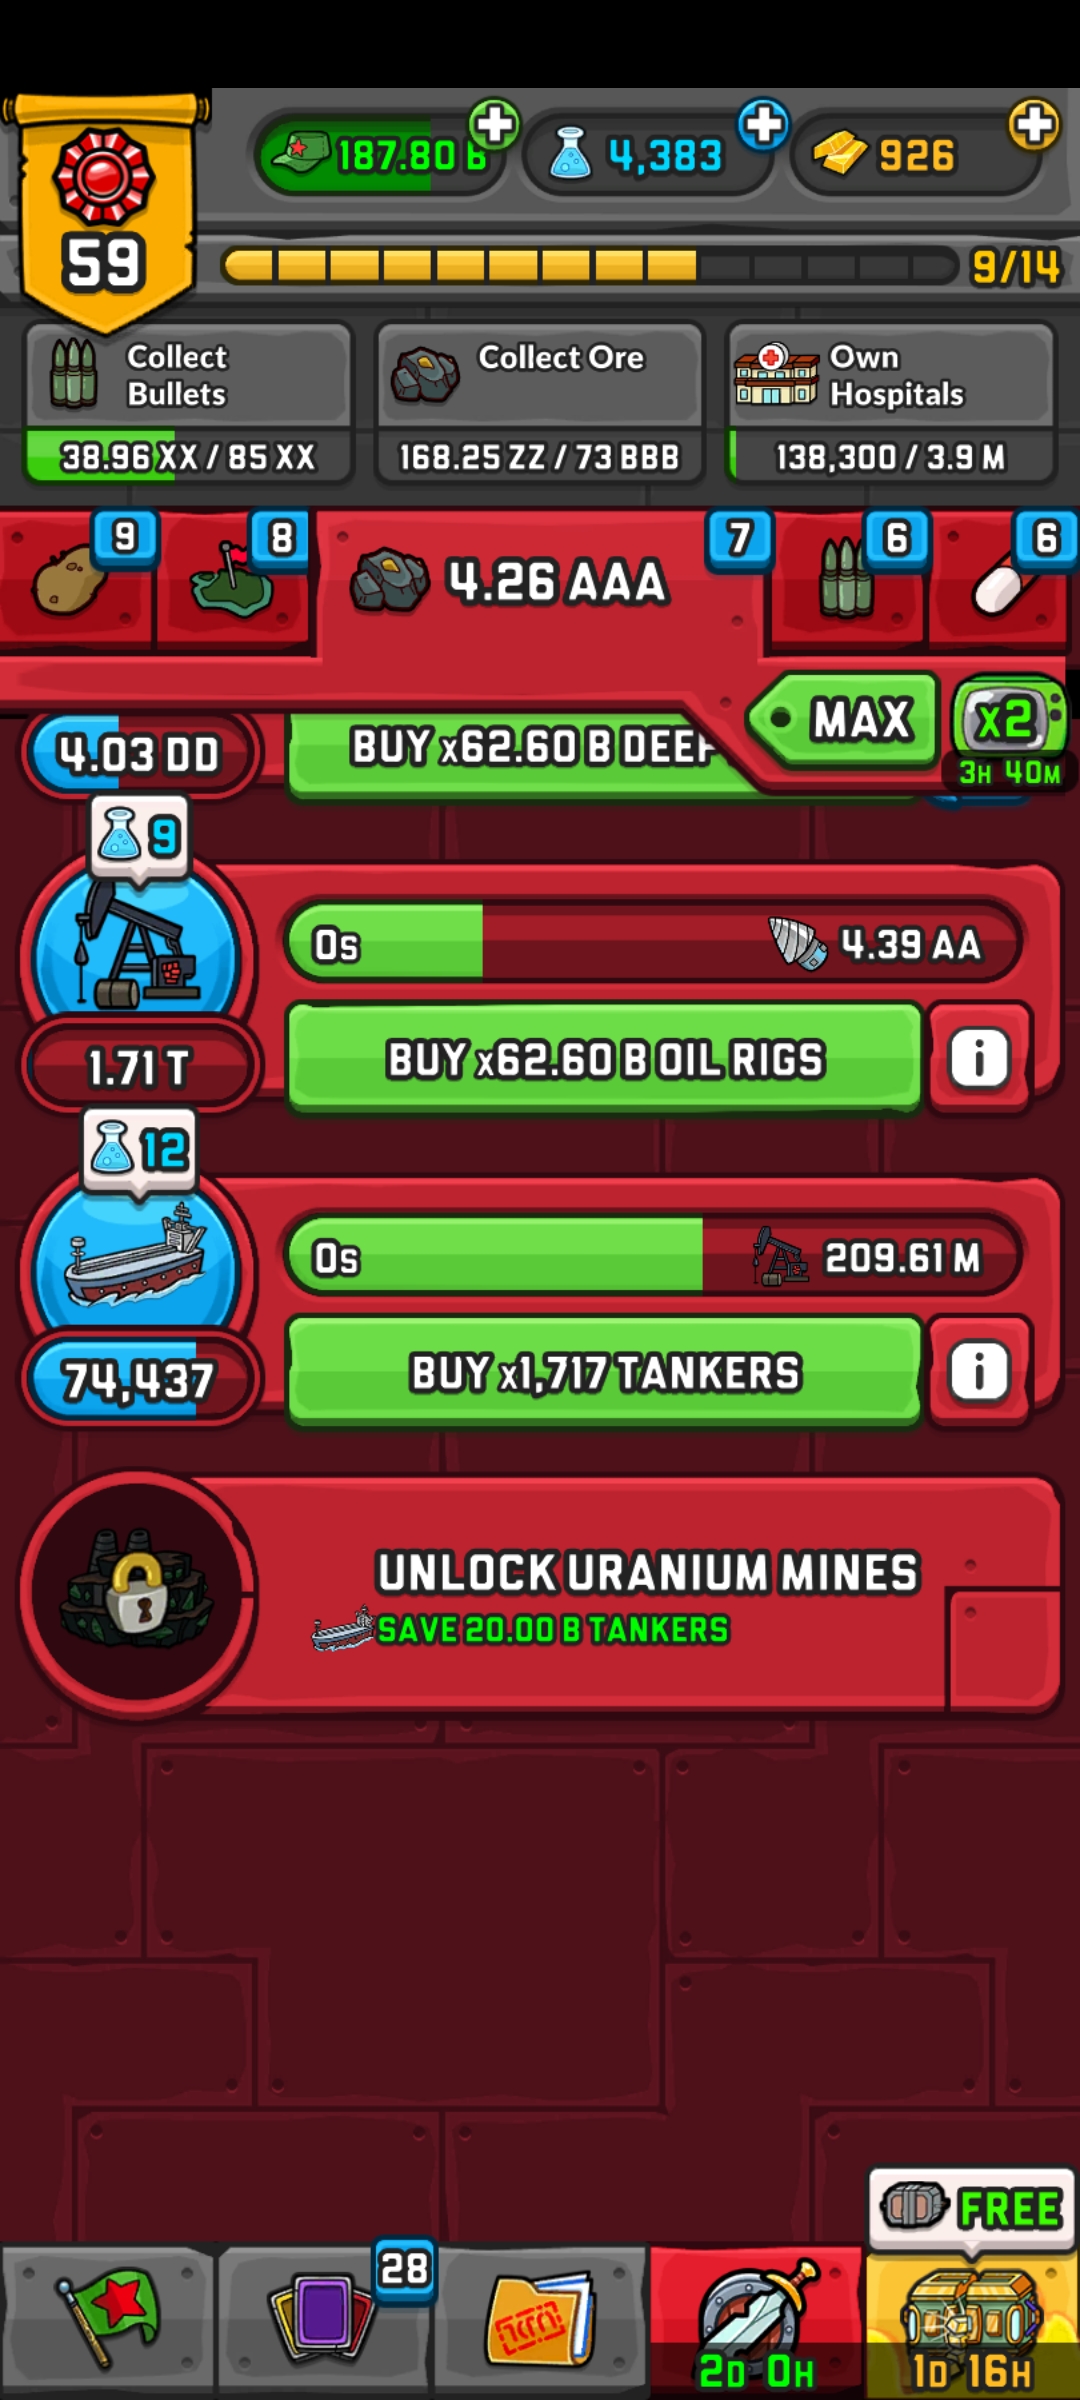 187.80 B
4,383
926
59
9/14
Collect Bullets
38.96 XX / 85 XX
Collect Ore
168.25 ZZ / 73 BBB
Own Hospitals
138,300 / 3.9 M
9
8
4.26 AAA
7
6
6
MAX
x2
3H 40M
4.03 DD
BUY x62.60 B DEEP
9
0s
4.39 AA
1.71 T
BUY x62.60 B OIL RIGS
i
12
0s
209.61 M
74,437
BUY x1,717 TANKERS
i
UNLOCK URANIUM MINES
SAVE 20.00 B TANKERS
FREE
28
2D 0H
1D 16H